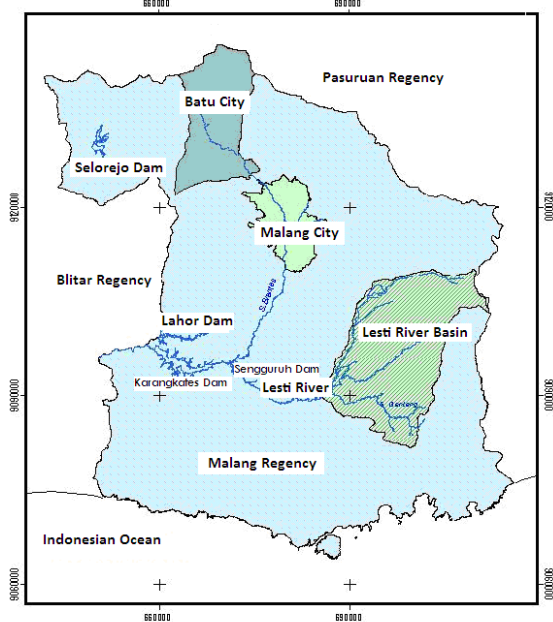 660000 690000
Pasuruan Regency
Batu City
Selorejo Dam
9120000 9120000
Malang City
Blitar Regency
S.Brantas
Lahor Dam
Lesti River Basin
Sengguruh Dam
Karangkates Dam
Lesti River
9090000 9090000
S. Genteng
Malang Regency
Indonesian Ocean
9060000 9060000
660000 690000